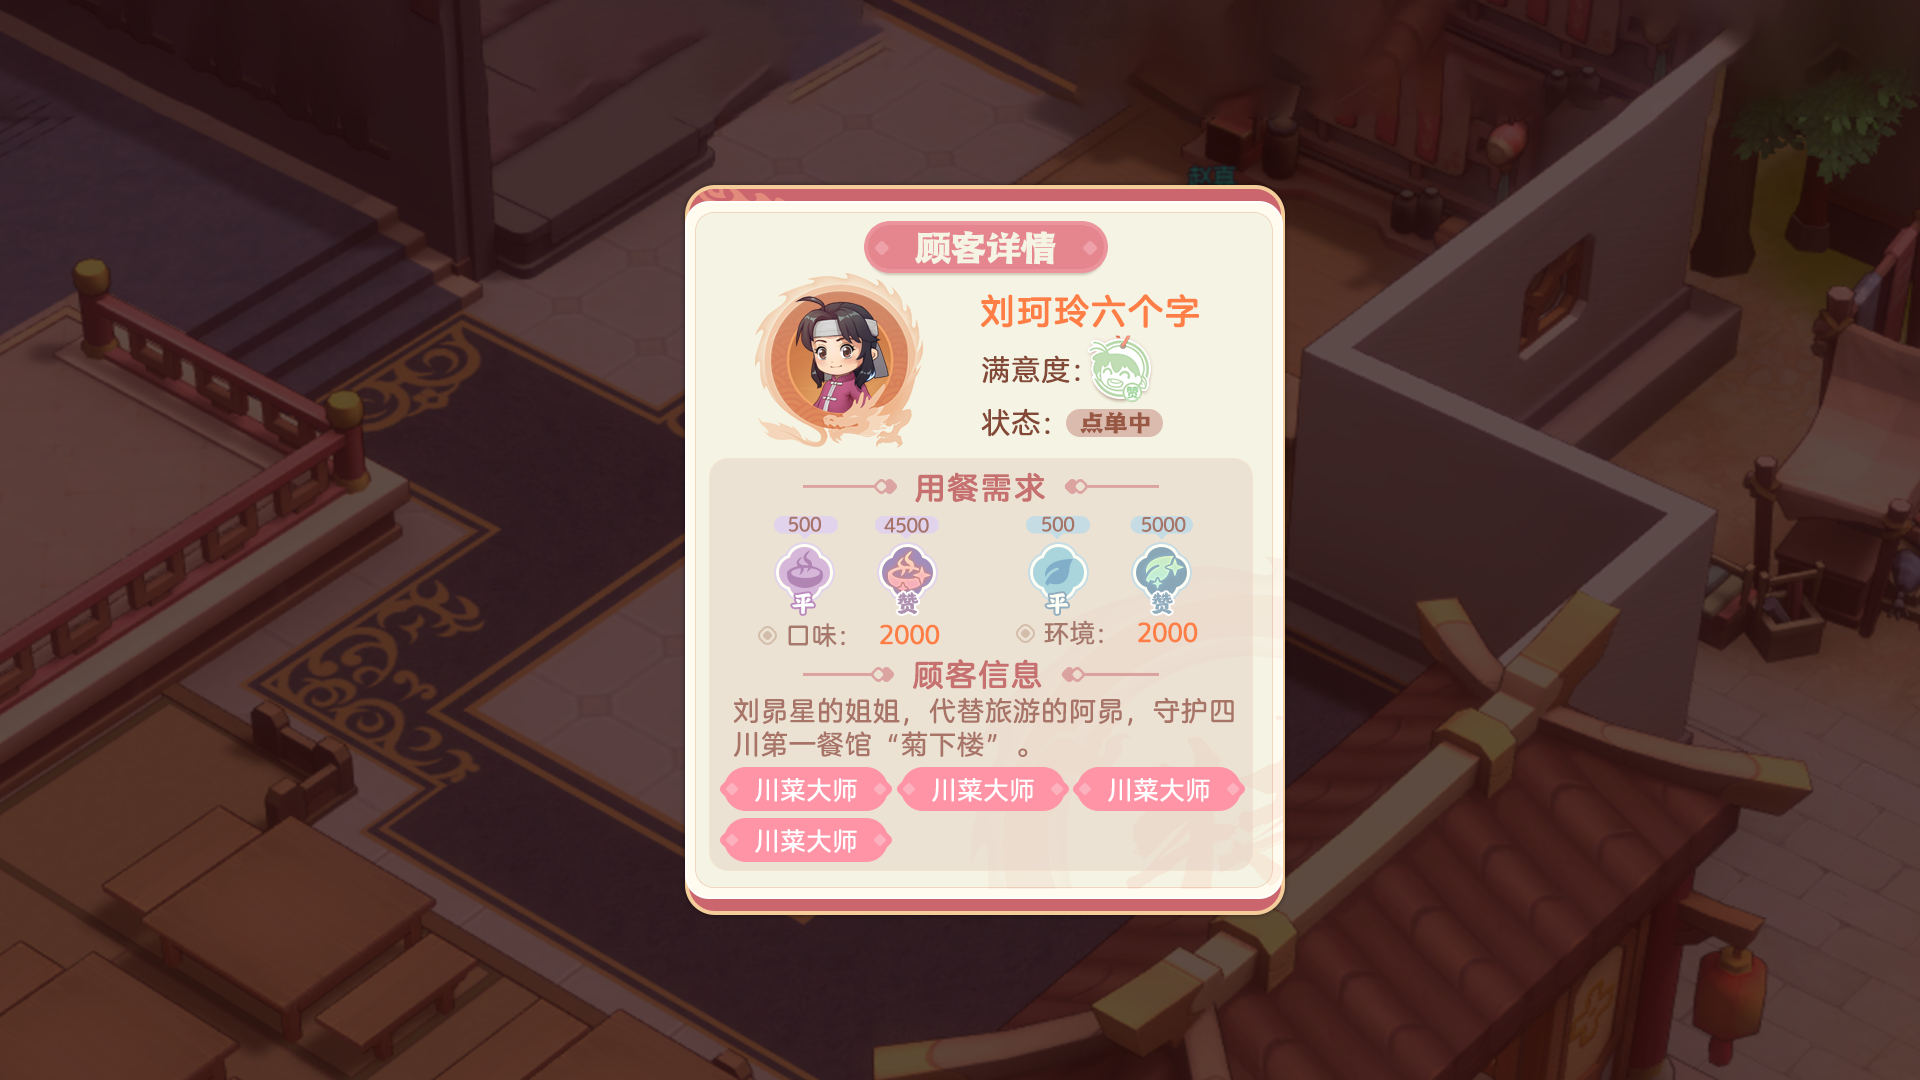 赵真
顾客详情
刘珂玲六个字
满意度：
赞
状态： 点单中
用餐需求
500 4500 500 5000
平 赞 平 赞
口味： 2000 环境： 2000
顾客信息
刘昴星的姐姐，代替旅游的阿昴，守护四
川第一餐馆“菊下楼”。
川菜大师 川菜大师 川菜大师
川菜大师